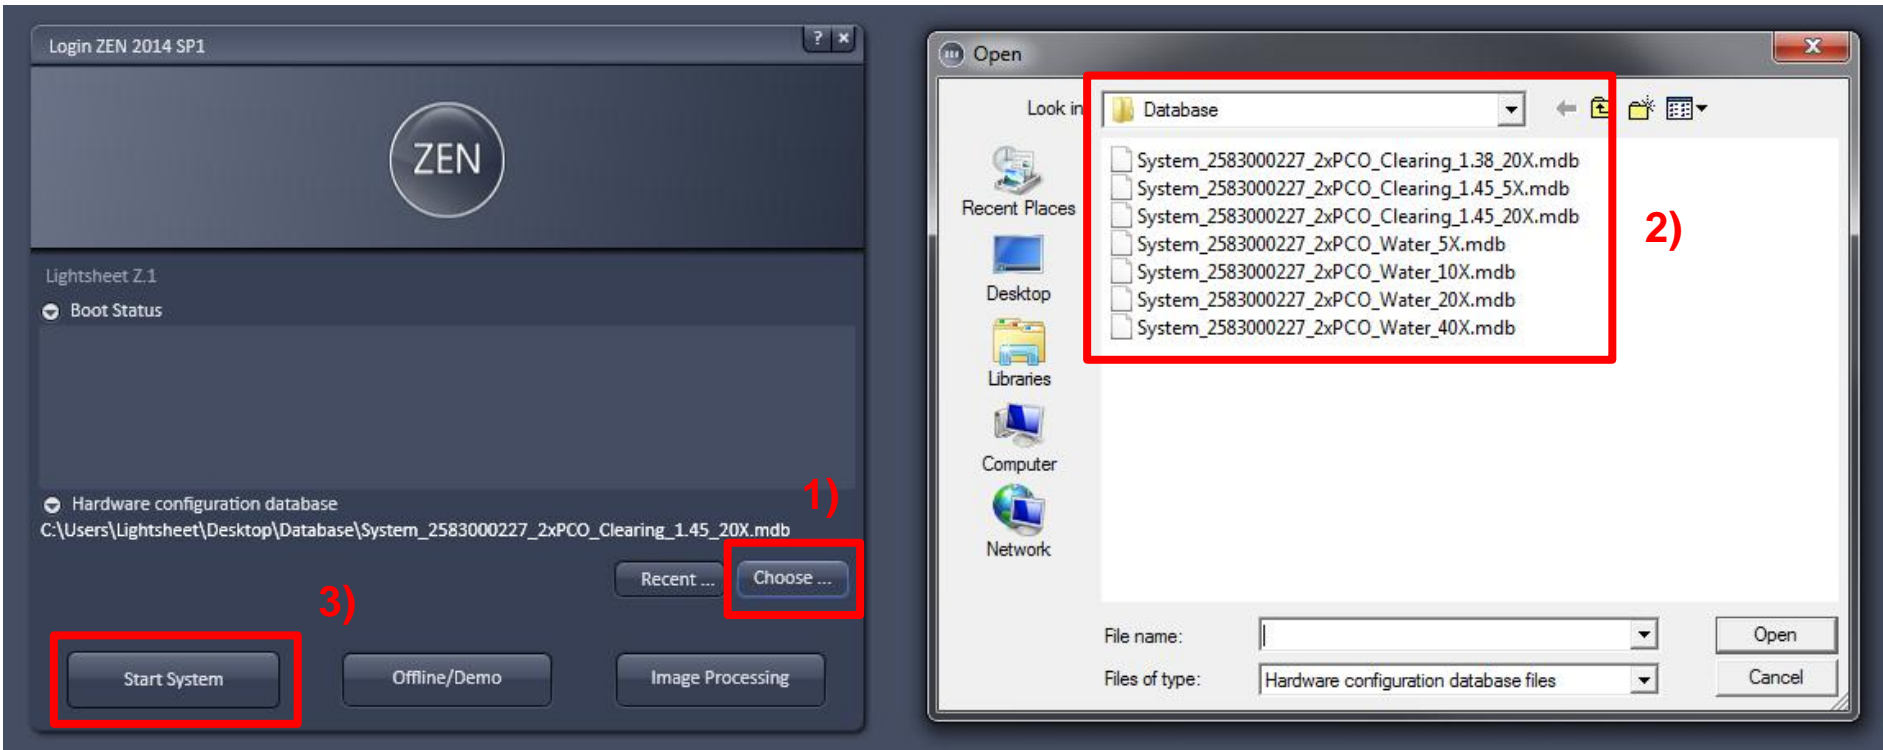 Login ZEN 2014 SP1
? x
ZEN
Lightsheet Z.1
Boot Status
Hardware configuration database
1)
C:\Users\Lightsheet\Desktop\Database\System_2583000227_2xPCO_Clearing_1.45_20X.mdb
Recent ...
Choose ...
3)
Start System
Offline/Demo
Image Processing
Open
X
Look in
Database
System_2583000227_2xPCO_Clearing_1.38_20X.mdb
System_2583000227_2xPCO_Clearing_1.45_5X.mdb
System_2583000227_2xPCO_Clearing_1.45_20X.mdb
System_2583000227_2xPCO_Water_5X.mdb
System_2583000227_2xPCO_Water_10X.mdb
System_2583000227_2xPCO_Water_20X.mdb
System_2583000227_2xPCO_Water_40X.mdb
2)
Recent Places
Desktop
Libraries
Computer
Network
File name:
Open
Files of type:
Hardware configuration database files
Cancel